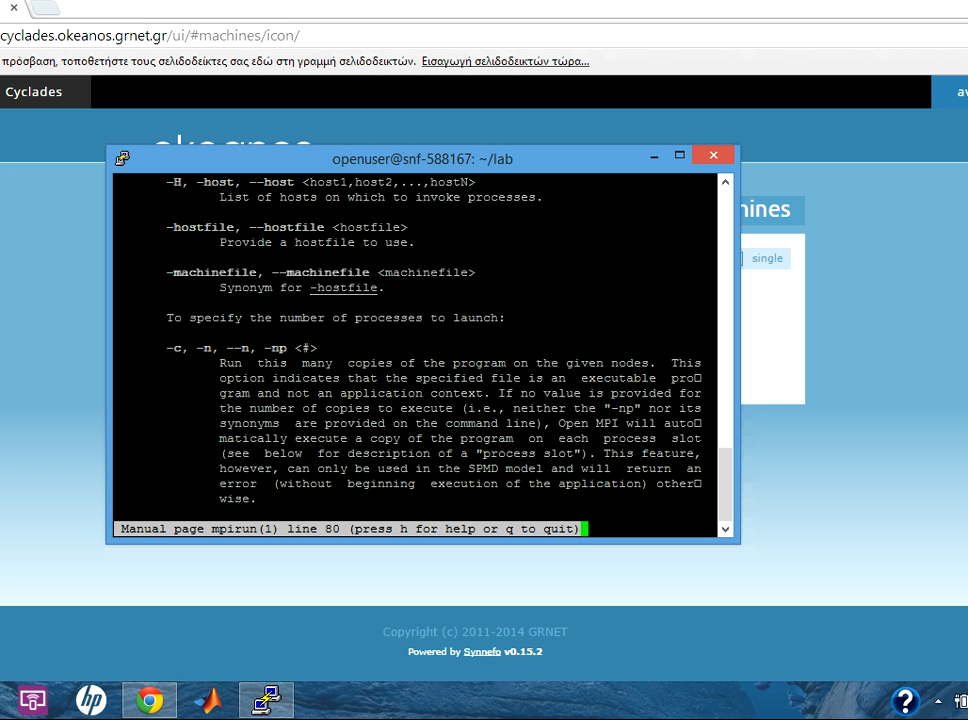 cyclades.okeanos.grnet.gr/ui/#machines/icon/
πρόσβαση, τοποθετήστε τους σελιδοδείκτες σας εδώ στη γραμμή σελιδοδεικτών. Εισαγωγή σελιδοδεικτών τώρα...
Cyclades
openuser@snf-588167: ~/lab
-H, -host, --host <host1,host2,...,hostN>
List of hosts on which to invoke processes.
-hostfile, --hostfile <hostfile>
Provide a hostfile to use.
-machinefile, --machinefile <machinefile>
Synonym for -hostfile.
To specify the number of processes to launch:
-c, -n, --n, -np <#>
Run this many copies of the program on the given nodes. This
option indicates that the specified file is an executable pro□
gram and not an application context. If no value is provided for
the number of copies to execute (i.e., neither the "-np" nor its
synonyms are provided on the command line), Open MPI will auto□
matically execute a copy of the program on each process slot
(see below for description of a "process slot"). This feature,
however, can only be used in the SPMD model and will return an
error (without beginning execution of the application) other□
wise.
Manual page mpirun(1) line 80 (press h for help or q to quit)
hines
single
Copyright (c) 2011-2014 GRNET
Powered by Synnefo v0.15.2
hp
?